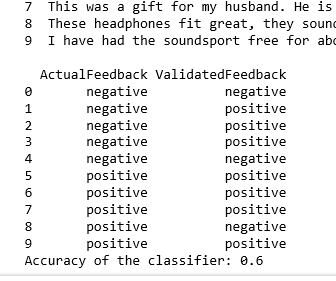 7 This was a gift for my husband. He is
8 These headphones fit great, they soun
9 I have had the soundsport free for abo
ActualFeedback ValidatedFeedback
0 negative negative
1 negative positive
2 negative positive
3 negative positive
4 negative negative
5 positive positive
6 positive positive
7 positive positive
8 positive negative
9 positive positive
Accuracy of the classifier: 0.6